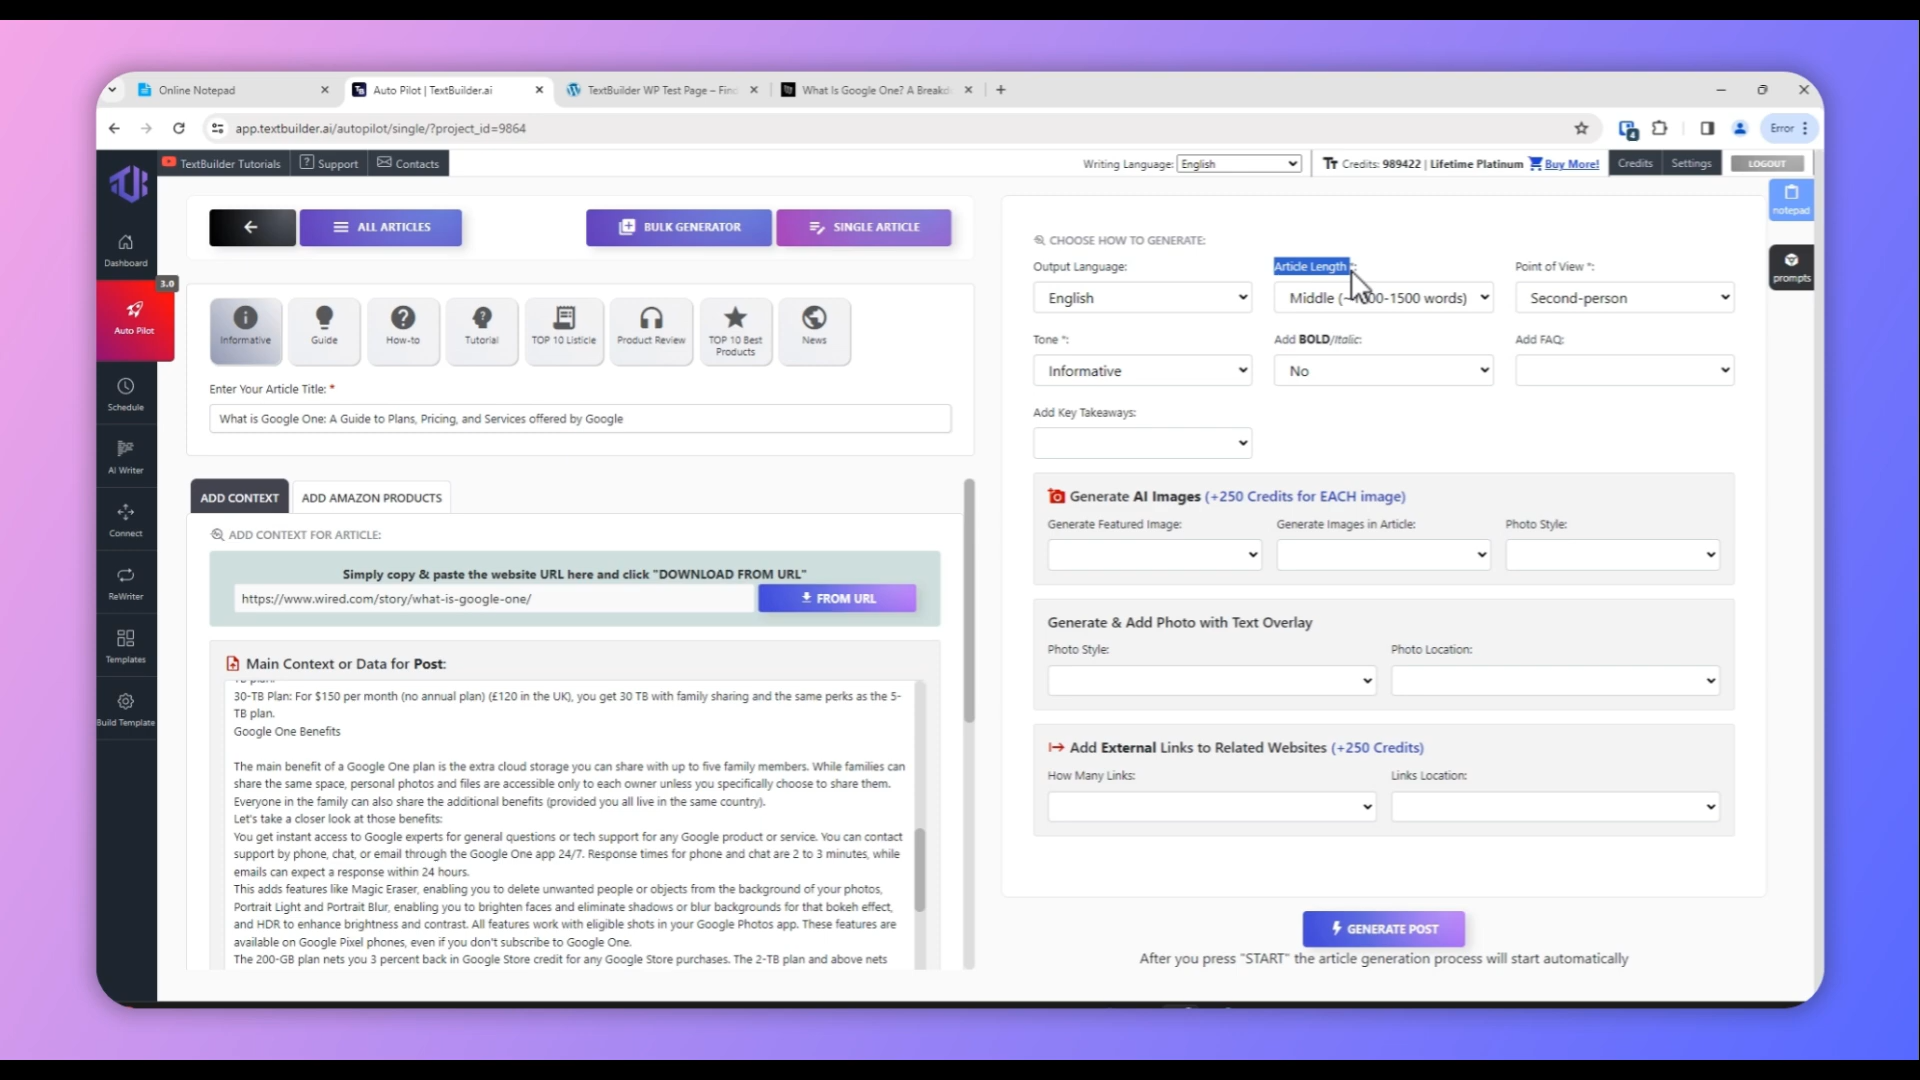 Online Notepad
Auto Pilot | TextBuilder.ai
TextBuilder WP Test Page – Find
What Is Google One? A Breakd
app.textbuilder.ai/autopilot/single/?project_id=9864
4
Error
TextBuilder Tutorials
Support
Contacts
Writing Language: English
Credits: 989422 | Lifetime Platinum
Buy More!
Credits
Settings
LOGOUT
notepad
prompts
Dashboard
3.0
Auto Pilot
Schedule
AI Writer
Connect
ReWriter
Templates
Build Template
ALL ARTICLES
BULK GENERATOR
SINGLE ARTICLE
Informative
Guide
How-to
Tutorial
TOP 10 Listicle
Product Review
TOP 10 Best
Products
News
Enter Your Article Title: *
What is Google One: A Guide to Plans, Pricing, and Services offered by Google
ADD CONTEXT
ADD AMAZON PRODUCTS
ADD CONTEXT FOR ARTICLE:
Simply copy & paste the website URL here and click "DOWNLOAD FROM URL"
https://www.wired.com/story/what-is-google-one/
FROM URL
Main Context or Data for Post:
30-TB Plan: For $150 per month (no annual plan) (£120 in the UK), you get 30 TB with family sharing and the same perks as the 5-
TB plan.
Google One Benefits
The main benefit of a Google One plan is the extra cloud storage you can share with up to five family members. While families can
share the same space, personal photos and files are accessible only to each owner unless you specifically choose to share them.
Everyone in the family can also share the additional benefits (provided you all live in the same country).
Let's take a closer look at those benefits:
You get instant access to Google experts for general questions or tech support for any Google product or service. You can contact
support by phone, chat, or email through the Google One app 24/7. Response times for phone and chat are 2 to 3 minutes, while
emails can expect a response within 24 hours.
This adds features like Magic Eraser, enabling you to delete unwanted people or objects from the background of your photos,
Portrait Light and Portrait Blur, enabling you to brighten faces and eliminate shadows or blur backgrounds for that bokeh effect,
and HDR to enhance brightness and contrast. All features work with eligible shots in your Google Photos app. These features are
available on Google Pixel phones, even if you don't subscribe to Google One.
The 200-GB plan nets you 3 percent back in Google Store credit for any Google Store purchases. The 2-TB plan and above nets
CHOOSE HOW TO GENERATE:
Output Language:
English
Article Length *:
Middle (~1000-1500 words)
Point of View *:
Second-person
Tone *:
Informative
Add BOLD/Italic:
No
Add FAQ:
Add Key Takeaways:
Generate AI Images (+250 Credits for EACH image)
Generate Featured Image:
Generate Images in Article:
Photo Style:
Generate & Add Photo with Text Overlay
Photo Style:
Photo Location:
Add External Links to Related Websites (+250 Credits)
How Many Links:
Links Location:
GENERATE POST
After you press "START" the article generation process will start automatically